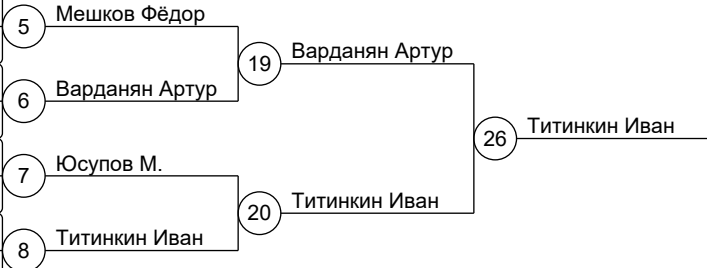 5 Мешков Фёдор
19 Варданян Артур
6 Варданян Артур
26 Титинкин Иван
7 Юсупов М.
20 Титинкин Иван
8 Титинкин Иван